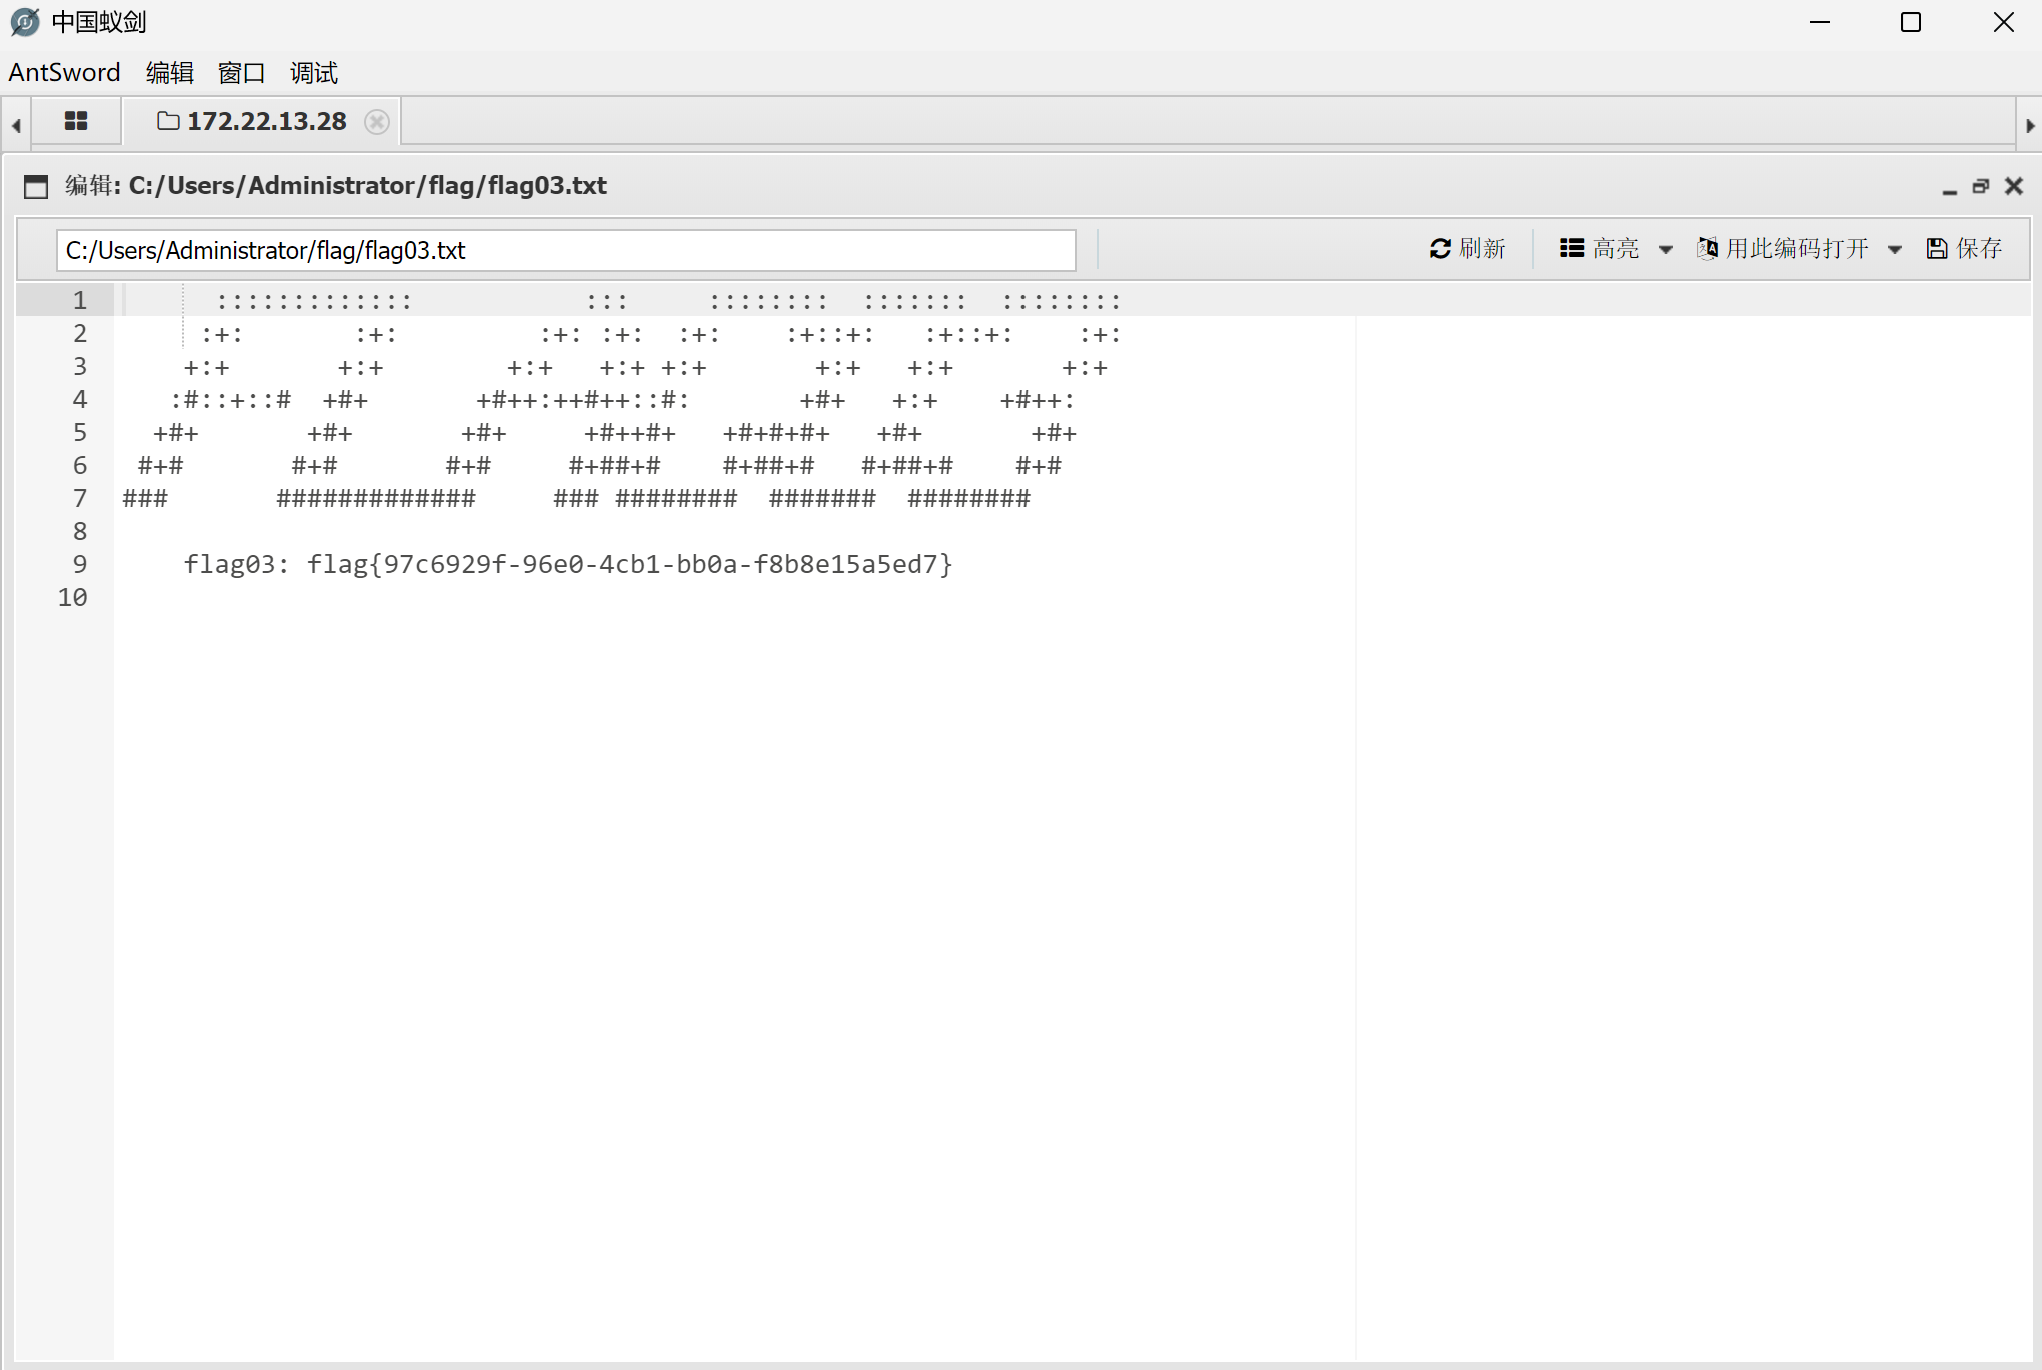 中国蚁剑
AntSword 编辑 窗口 调试
172.22.13.28
编辑: C:/Users/Administrator/flag/flag03.txt
C:/Users/Administrator/flag/flag03.txt 刷新 高亮 用此编码打开 保存
1       :::::::::::::            :::     ::::::::  :::::::  ::::::::
2      :+:       :+:         :+: :+:  :+:    :+::+:   :+::+:    :+:
3     +:+       +:+        +:+   +:+ +:+       +:+   +:+       +:+
4    :#::+::#  +#+       +#++:++#++::#:       +#+   +:+    +#++:
5   +#+       +#+       +#+     +#++#+   +#+#+#+   +#+       +#+
6  #+#       #+#       #+#     #+##+#    #+##+#   #+##+#    #+#
7 ###       #############     ### ########  #######  ########
8
9     flag03: flag{97c6929f-96e0-4cb1-bb0a-f8b8e15a5ed7}
10